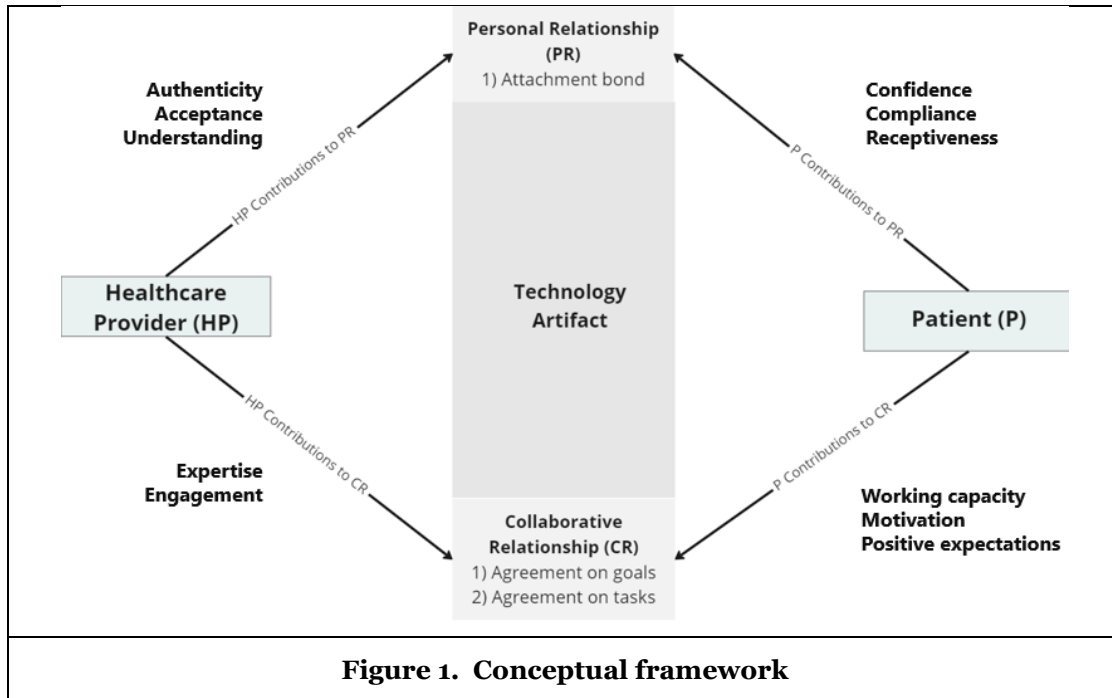 Personal Relationship
(PR)
1) Attachment bond
Authenticity
Acceptance
Understanding
Confidence
Compliance
Receptiveness
HP Contributions to PR
P Contributions to PR
Technology
Artifact
Healthcare
Provider (HP)
Patient (P)
HP Contributions to CR
P Contributions to CR
Expertise
Engagement
Working capacity
Motivation
Positive expectations
Collaborative
Relationship (CR)
1) Agreement on goals
2) Agreement on tasks
Figure 1. Conceptual framework